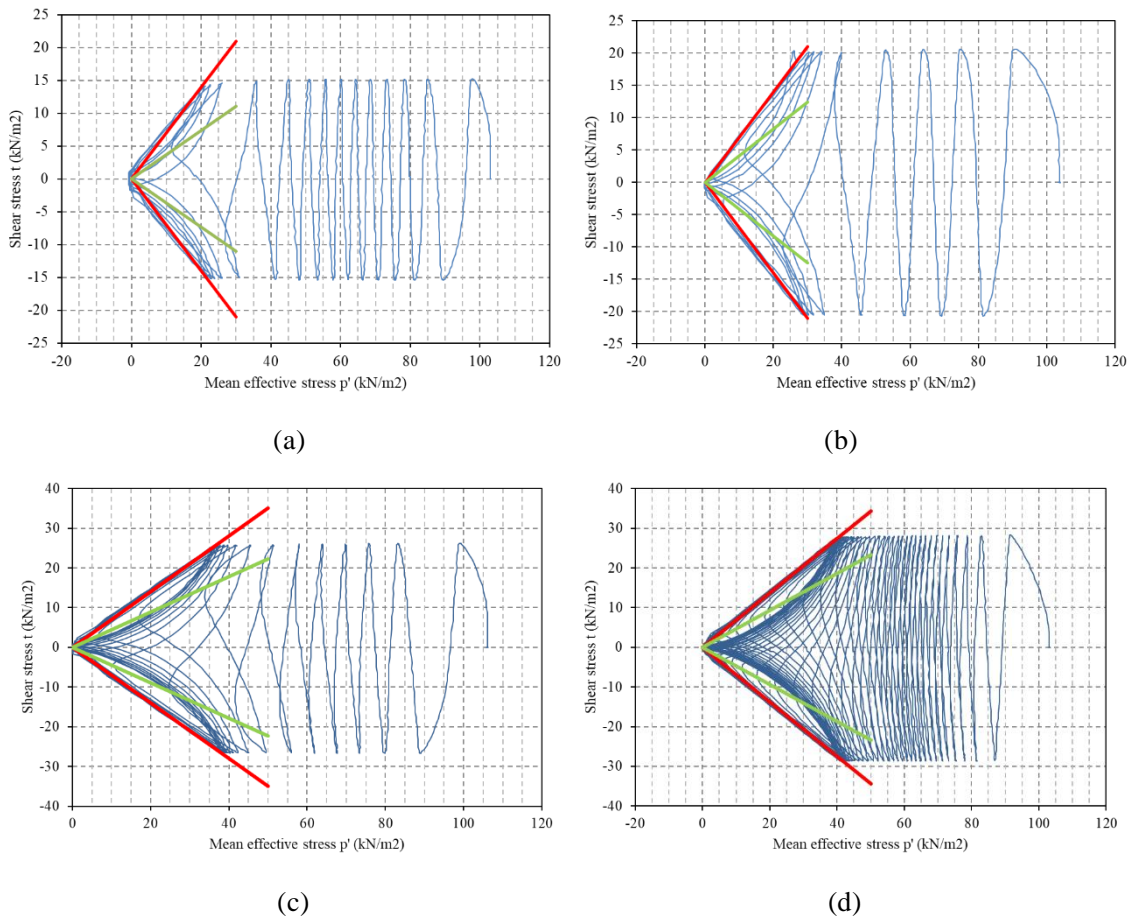 25
20
15
10
5
0
-5
-10
-15
-20
-25
-20 0 20 40 60 80 100 120
Shear stress t (kN/m2)
Mean effective stress p' (kN/m2)
(a)
25
20
15
10
5
0
-5
-10
-15
-20
-25
-20 0 20 40 60 80 100 120
Shear stresst (kN/m2)
Mean effective stress p' (kN/m2)
(b)
40
30
20
10
0
-10
-20
-30
-40
0 20 40 60 80 100 120
Shear stress t (kN/m2)
Mean effective stress p' (kN/m2)
(c)
40
30
20
10
0
-10
-20
-30
-40
-20 0 20 40 60 80 100 120
Shear stress t (kN/m2)
Mean effective stress p' (kN/m2)
(d)